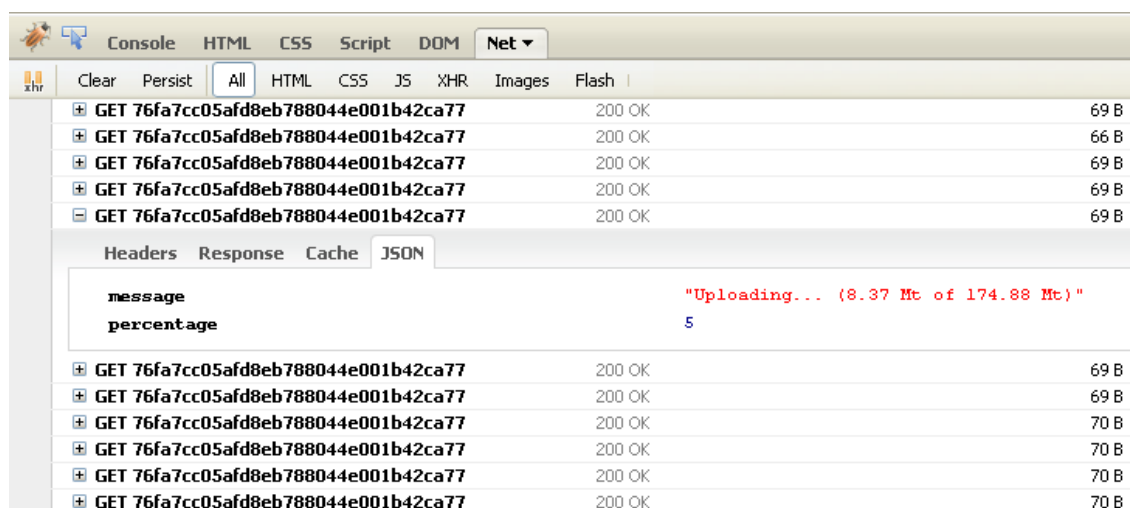 Console HTML CSS Script DOM Net ▼
xhr Clear Persist All HTML CSS JS XHR Images Flash
GET 76fa7cc05afd8eb788044e001b42ca77 200 OK 69 B
GET 76fa7cc05afd8eb788044e001b42ca77 200 OK 66 B
GET 76fa7cc05afd8eb788044e001b42ca77 200 OK 69 B
GET 76fa7cc05afd8eb788044e001b42ca77 200 OK 69 B
GET 76fa7cc05afd8eb788044e001b42ca77 200 OK 69 B
Headers Response Cache JSON
message "Uploading... (8.37 Mt of 174.88 Mt)"
percentage 5
GET 76fa7cc05afd8eb788044e001b42ca77 200 OK 69 B
GET 76fa7cc05afd8eb788044e001b42ca77 200 OK 69 B
GET 76fa7cc05afd8eb788044e001b42ca77 200 OK 70 B
GET 76fa7cc05afd8eb788044e001b42ca77 200 OK 70 B
GET 76fa7cc05afd8eb788044e001b42ca77 200 OK 70 B
GET 76fa7cc05afd8eb788044e001b42ca77 200 OK 70 B